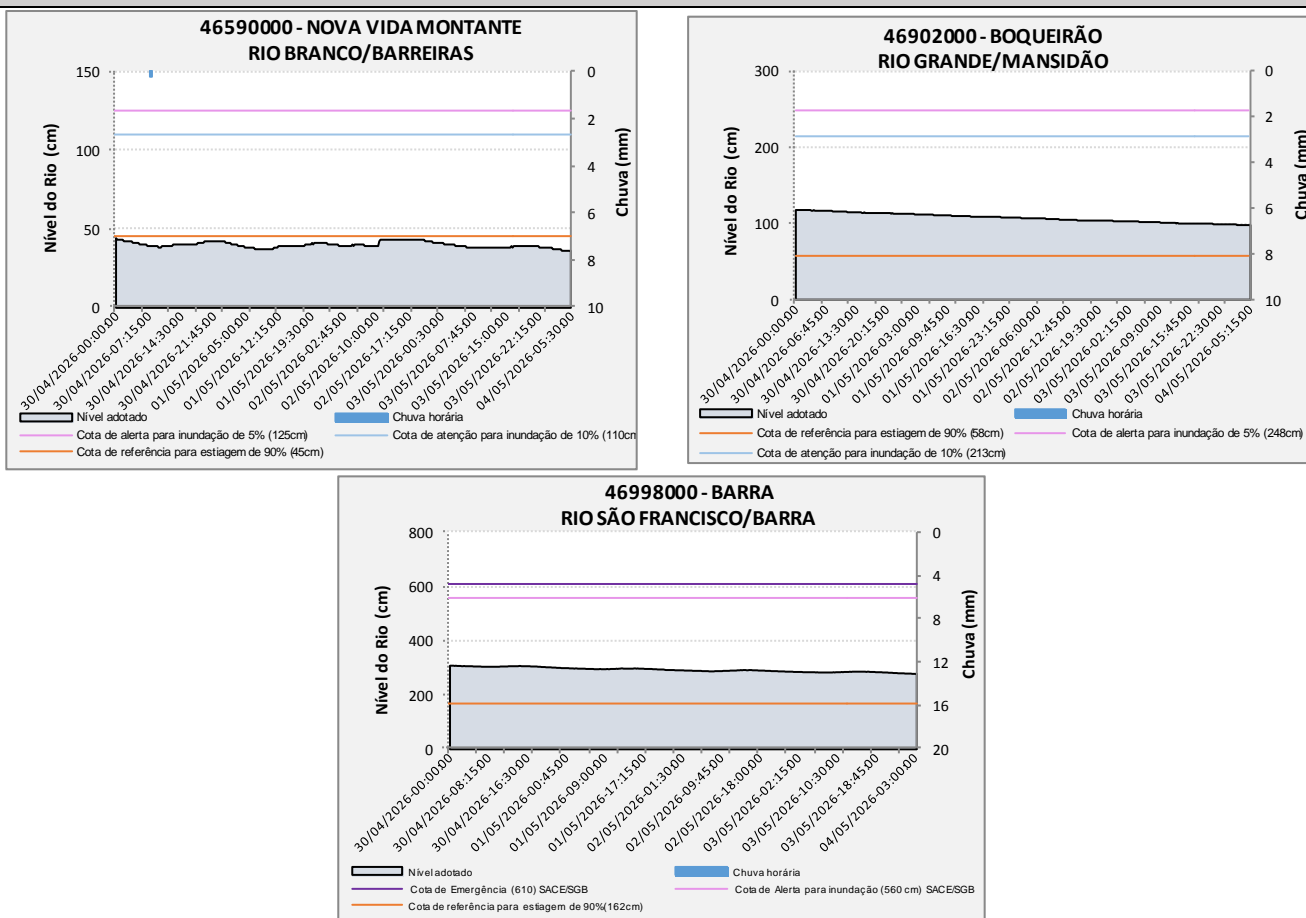 46590000 - NOVA VIDA MONTANTE
RIO BRANCO/BARREIRAS
150
100
50
0
0
2
4
6
8
10
Nível do Rio (cm)
Chuva (mm)
30/04/2026-00:00:00
30/04/2026-07:15:00
30/04/2026-14:30:00
30/04/2026-21:45:00
01/05/2026-05:00:00
01/05/2026-12:15:00
01/05/2026-19:30:00
02/05/2026-02:45:00
02/05/2026-10:00:00
02/05/2026-17:15:00
03/05/2026-00:30:00
03/05/2026-07:45:00
03/05/2026-15:00:00
03/05/2026-22:15:00
04/05/2026-05:30:00
Nível adotado
Chuva horária
Cota de alerta para inundação de 5% (125cm)
Cota de atenção para inundação de 10% (110cm
Cota de referência para estiagem de 90% (45cm)
46902000 - BOQUEIRÃO
RIO GRANDE/MANSIDÃO
300
200
100
0
0
2
4
6
8
10
Nível do Rio (cm)
Chuva (mm)
30/04/2026-00:00:00
30/04/2026-06:45:00
30/04/2026-13:30:00
30/04/2026-20:15:00
01/05/2026-03:00:00
01/05/2026-09:45:00
01/05/2026-16:30:00
01/05/2026-23:15:00
02/05/2026-06:00:00
02/05/2026-12:45:00
02/05/2026-19:30:00
03/05/2026-02:15:00
03/05/2026-09:00:00
03/05/2026-15:45:00
03/05/2026-22:30:00
04/05/2026-05:15:00
Nível adotado
Chuva horária
Cota de referência para estiagem de 90% (58cm)
Cota de alerta para inundação de 5% (248cm)
Cota de atenção para inundação de 10% (213cm)
46998000 - BARRA
RIO SÃO FRANCISCO/BARRA
800
600
400
200
0
0
4
8
12
16
20
Nível do Rio (cm)
Chuva (mm)
30/04/2026-00:00:00
30/04/2026-08:15:00
30/04/2026-16:30:00
01/05/2026-00:45:00
01/05/2026-09:00:00
01/05/2026-17:15:00
02/05/2026-01:30:00
02/05/2026-09:45:00
02/05/2026-18:00:00
03/05/2026-02:15:00
03/05/2026-10:30:00
03/05/2026-18:45:00
04/05/2026-03:00:00
Nível adotado
Chuva horária
Cota de Emergência (610) SACE/SGB
Cota de Alerta para inundação (560 cm) SACE/SGB
Cota de referência para estiagem de 90%(162cm)